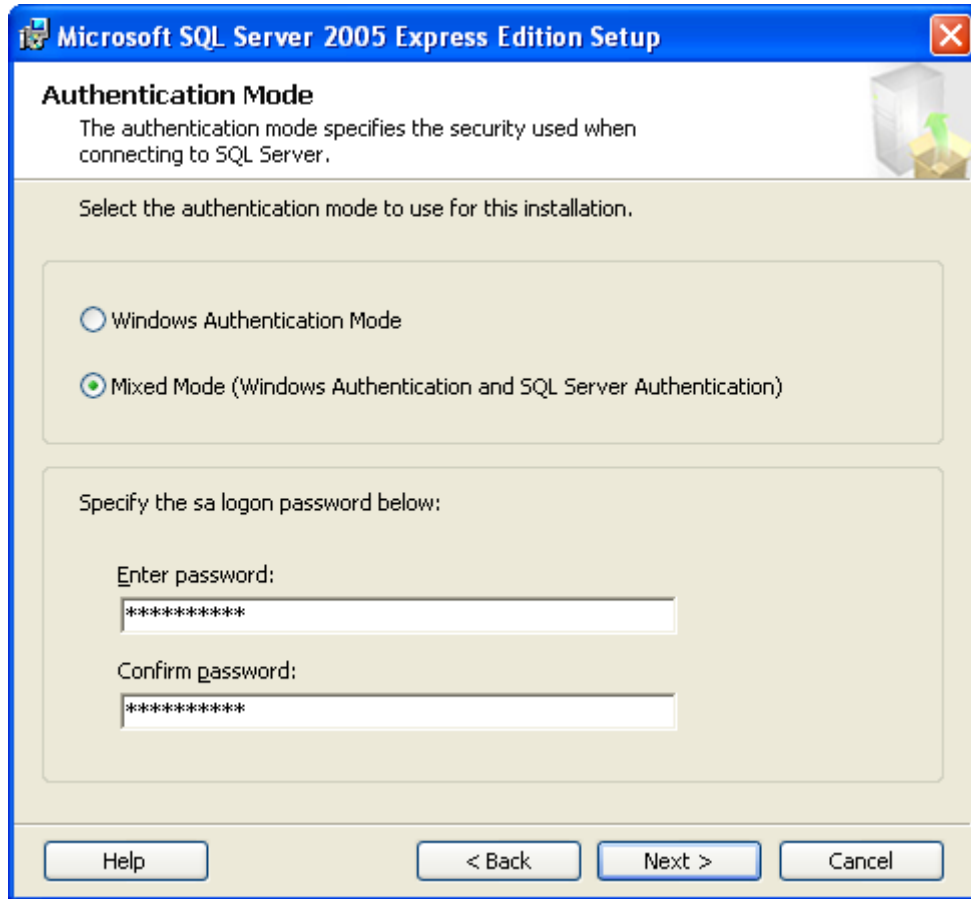 Microsoft SQL Server 2005 Express Edition Setup
Authentication Mode
The authentication mode specifies the security used when
connecting to SQL Server.
Select the authentication mode to use for this installation.
Windows Authentication Mode
Mixed Mode (Windows Authentication and SQL Server Authentication)
Specify the sa logon password below:
Enter password:
**********
Confirm password:
**********
Help
< Back
Next >
Cancel